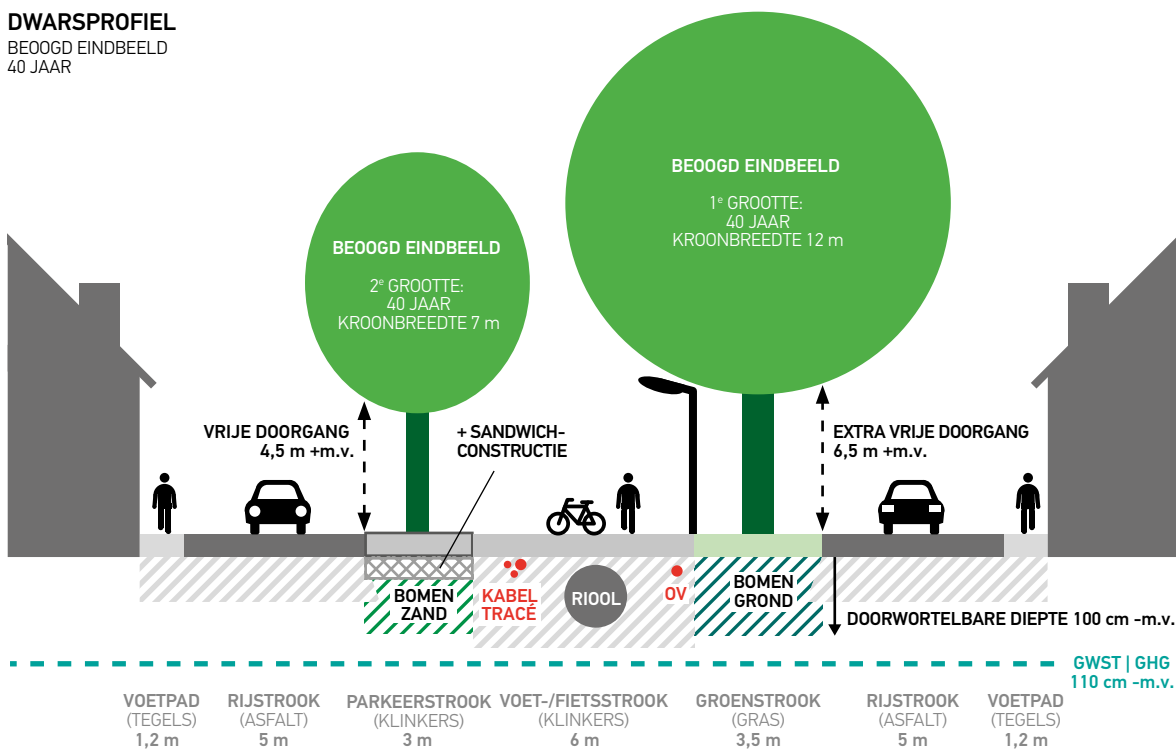 DWARSPROFIEL
BEOOGD EINDBEELD
40 JAAR
BEOOGD EINDBEELD
1e GROOTTE:
40 JAAR
KROONBREEDTE 12 m
BEOOGD EINDBEELD
2e GROOTTE:
40 JAAR
KROONBREEDTE 7 m
VRIJE DOORGANG
4,5 m +m.v.
+ SANDWICH-
CONSTRUCTIE
EXTRA VRIJE DOORGANG
6,5 m +m.v.
BOMEN
ZAND
KABEL
TRACÉ
RIOOL
OV
BOMEN
GROND
DOORWORTELBARE DIEPTE 100 cm -m.v.
GWST | GHG
110 cm -m.v.
VOETPAD
(TEGELS)
1,2 m
RIJSTROOK
(ASFALT)
5 m
PARKEERSTROOK
(KLINKERS)
3 m
VOET-/FIETSSTROOK
(KLINKERS)
6 m
GROENSTROOK
(GRAS)
3,5 m
RIJSTROOK
(ASFALT)
5 m
VOETPAD
(TEGELS)
1,2 m